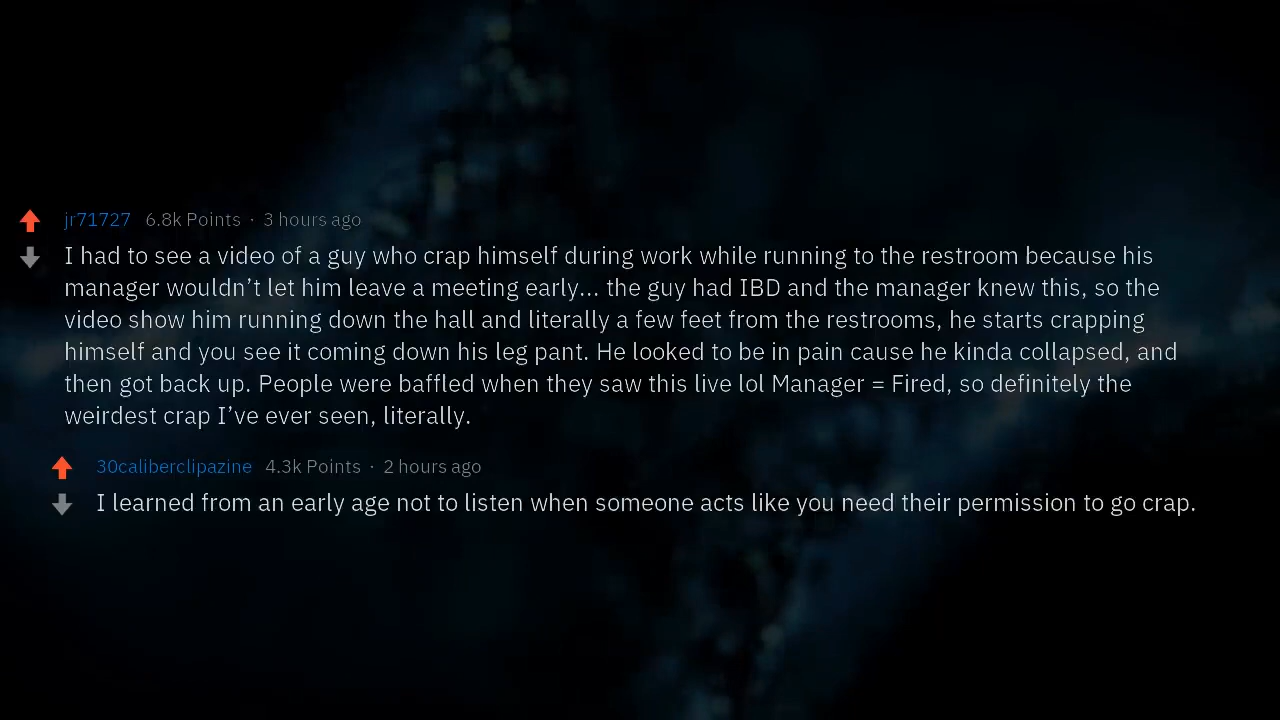 jr71727 6.8k Points · 3 hours ago
I had to see a video of a guy who crap himself during work while running to the restroom because his
manager wouldn’t let him leave a meeting early... the guy had IBD and the manager knew this, so the
video show him running down the hall and literally a few feet from the restrooms, he starts crapping
himself and you see it coming down his leg pant. He looked to be in pain cause he kinda collapsed, and
then got back up. People were baffled when they saw this live lol Manager = Fired, so definitely the
weirdest crap I’ve ever seen, literally.
30caliberclipazine 4.3k Points · 2 hours ago
I learned from an early age not to listen when someone acts like you need their permission to go crap.